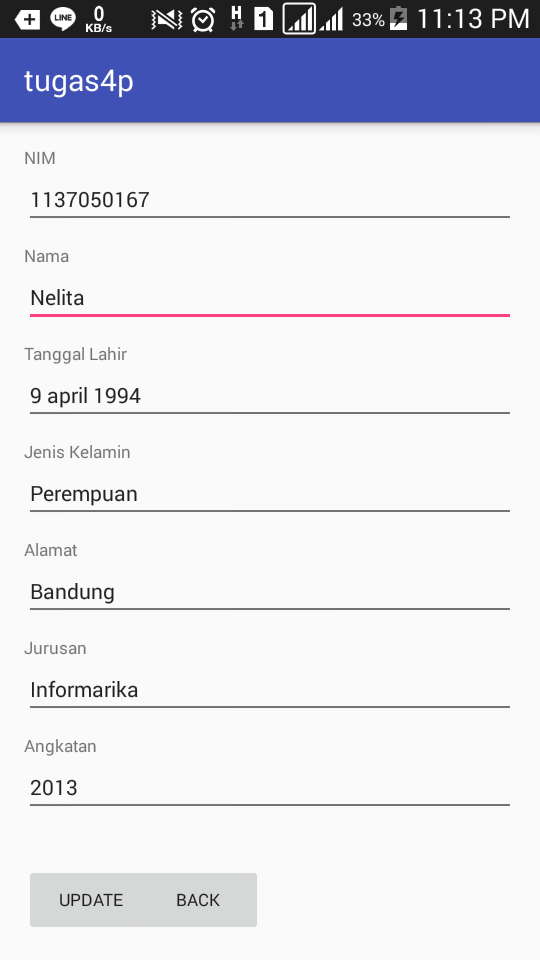 LINE 0 KB/s H 1 33% 11:13 PM
tugas4p
NIM
1137050167
Nama
Nelita
Tanggal Lahir
9 april 1994
Jenis Kelamin
Perempuan
Alamat
Bandung
Jurusan
Informarika
Angkatan
2013
UPDATE BACK